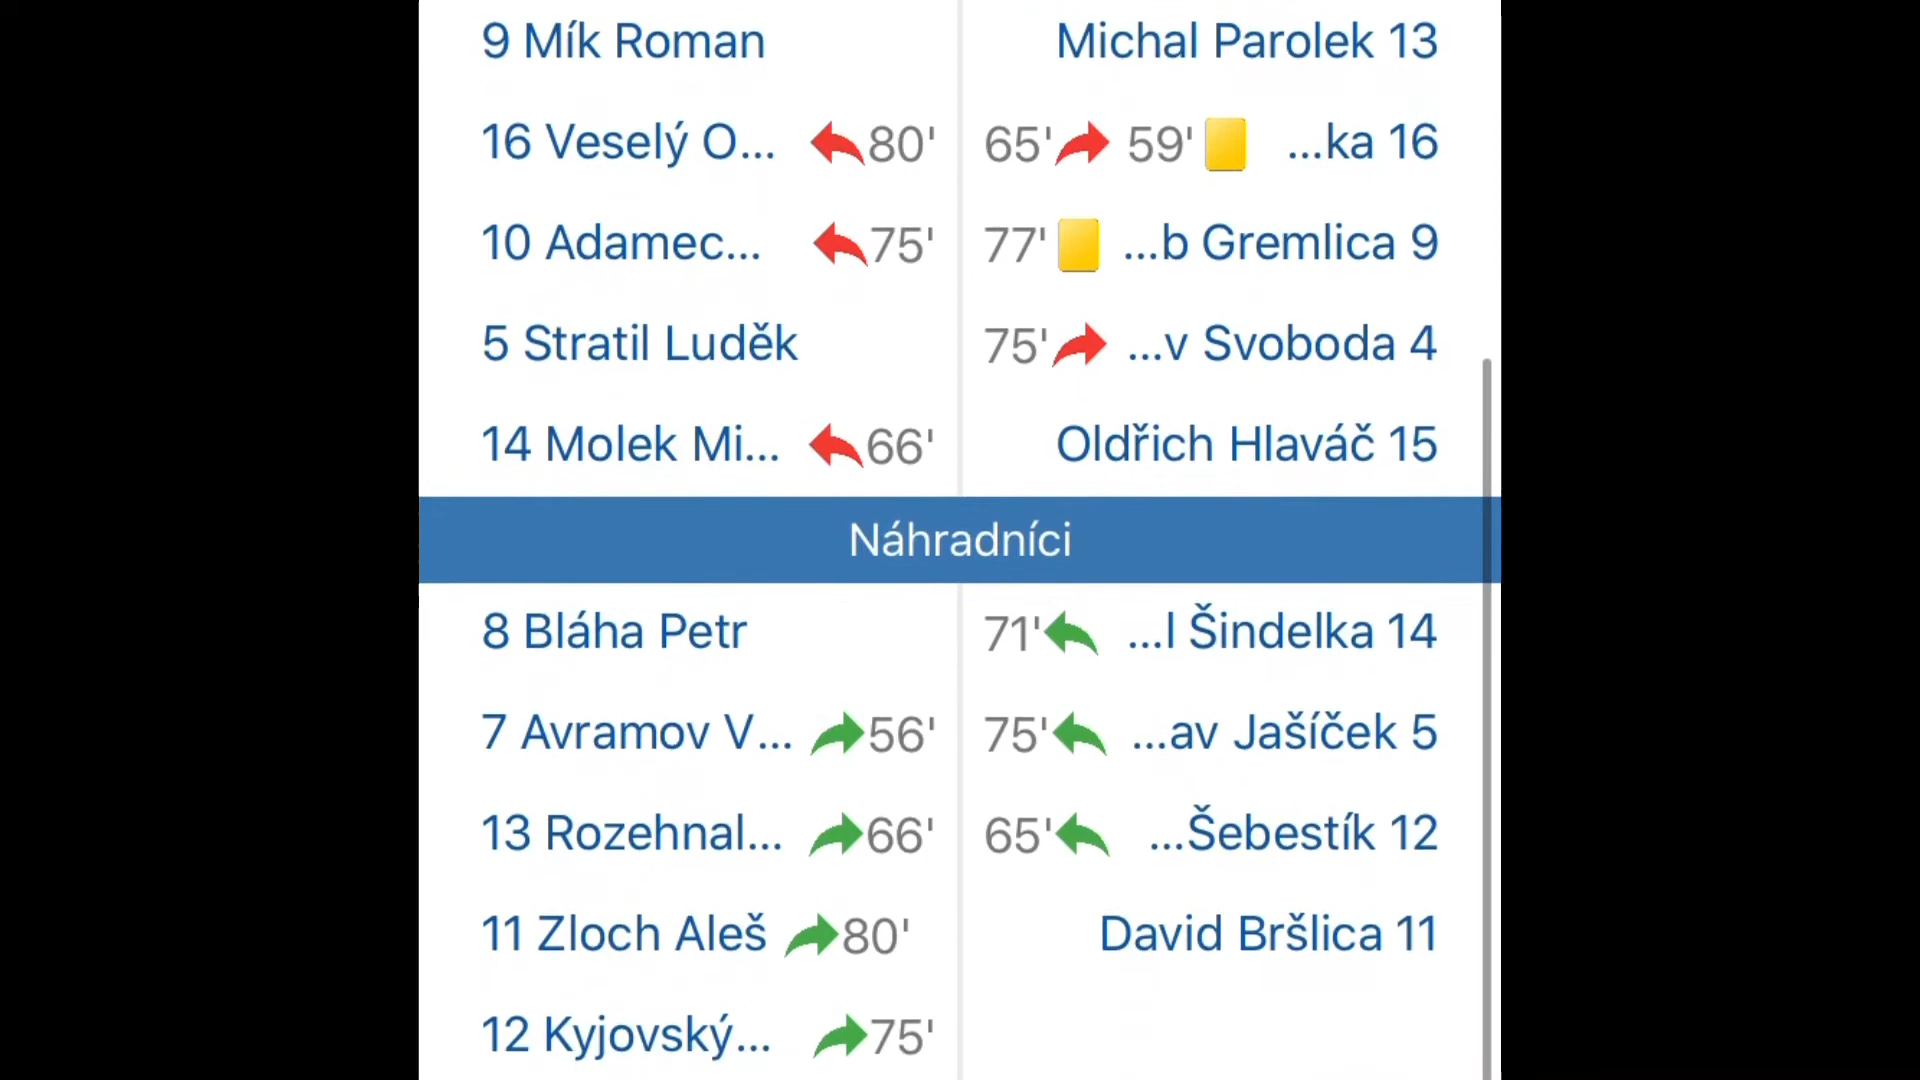 9 Mík Roman Michal Parolek 13
16 Veselý O... 80' 65' 59' ...ka 16
10 Adamec... 75' 77' ...b Gremlica 9
5 Stratil Luděk 75' ...v Svoboda 4
14 Molek Mi... 66' Oldřich Hlaváč 15
Náhradníci
8 Bláha Petr 71' ...l Šindelka 14
7 Avramov V... 56' 75' ...av Jašíček 5
13 Rozehnal... 66' 65' ...Šebestík 12
11 Zloch Aleš 80' David Bršlica 11
12 Kyjovský... 75'